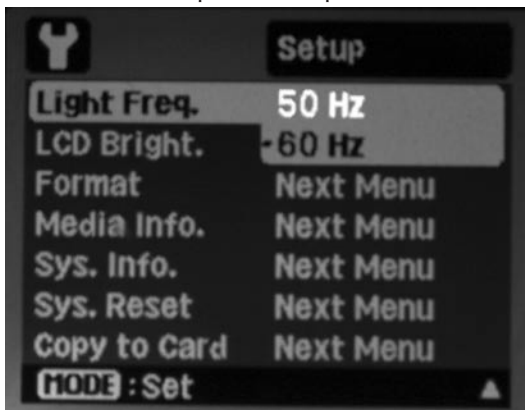 Setup
Light Freq. 50 Hz
LCD Bright. 60 Hz
Format Next Menu
Media Info. Next Menu
Sys. Info. Next Menu
Sys. Reset Next Menu
Copy to Card Next Menu
MODE :Set